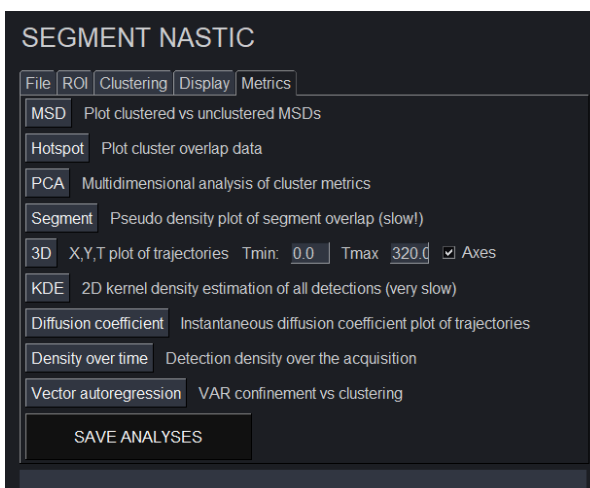 SEGMENT NASTIC
File ROI Clustering Display Metrics
MSD Plot clustered vs unclustered MSDs
Hotspot Plot cluster overlap data
PCA Multidimensional analysis of cluster metrics
Segment Pseudo density plot of segment overlap (slow!)
3D X,Y,T plot of trajectories Tmin: 0.0 Tmax 320.0 Axes
KDE 2D kernel density estimation of all detections (very slow)
Diffusion coefficient Instantaneous diffusion coefficient plot of trajectories
Density over time Detection density over the acquisition
Vector autoregression VAR confinement vs clustering
SAVE ANALYSES